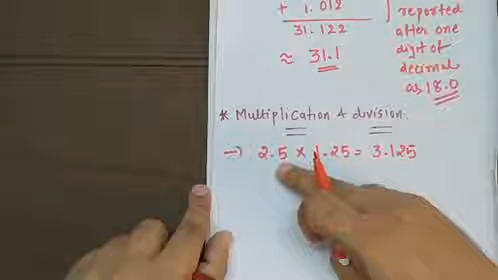 + 1.012
31.122
≈ 31.1
reported
after one
digit of
decimal
as 18.0
* Multiplication & division.
→ 2.5 × 1.25 = 3.125